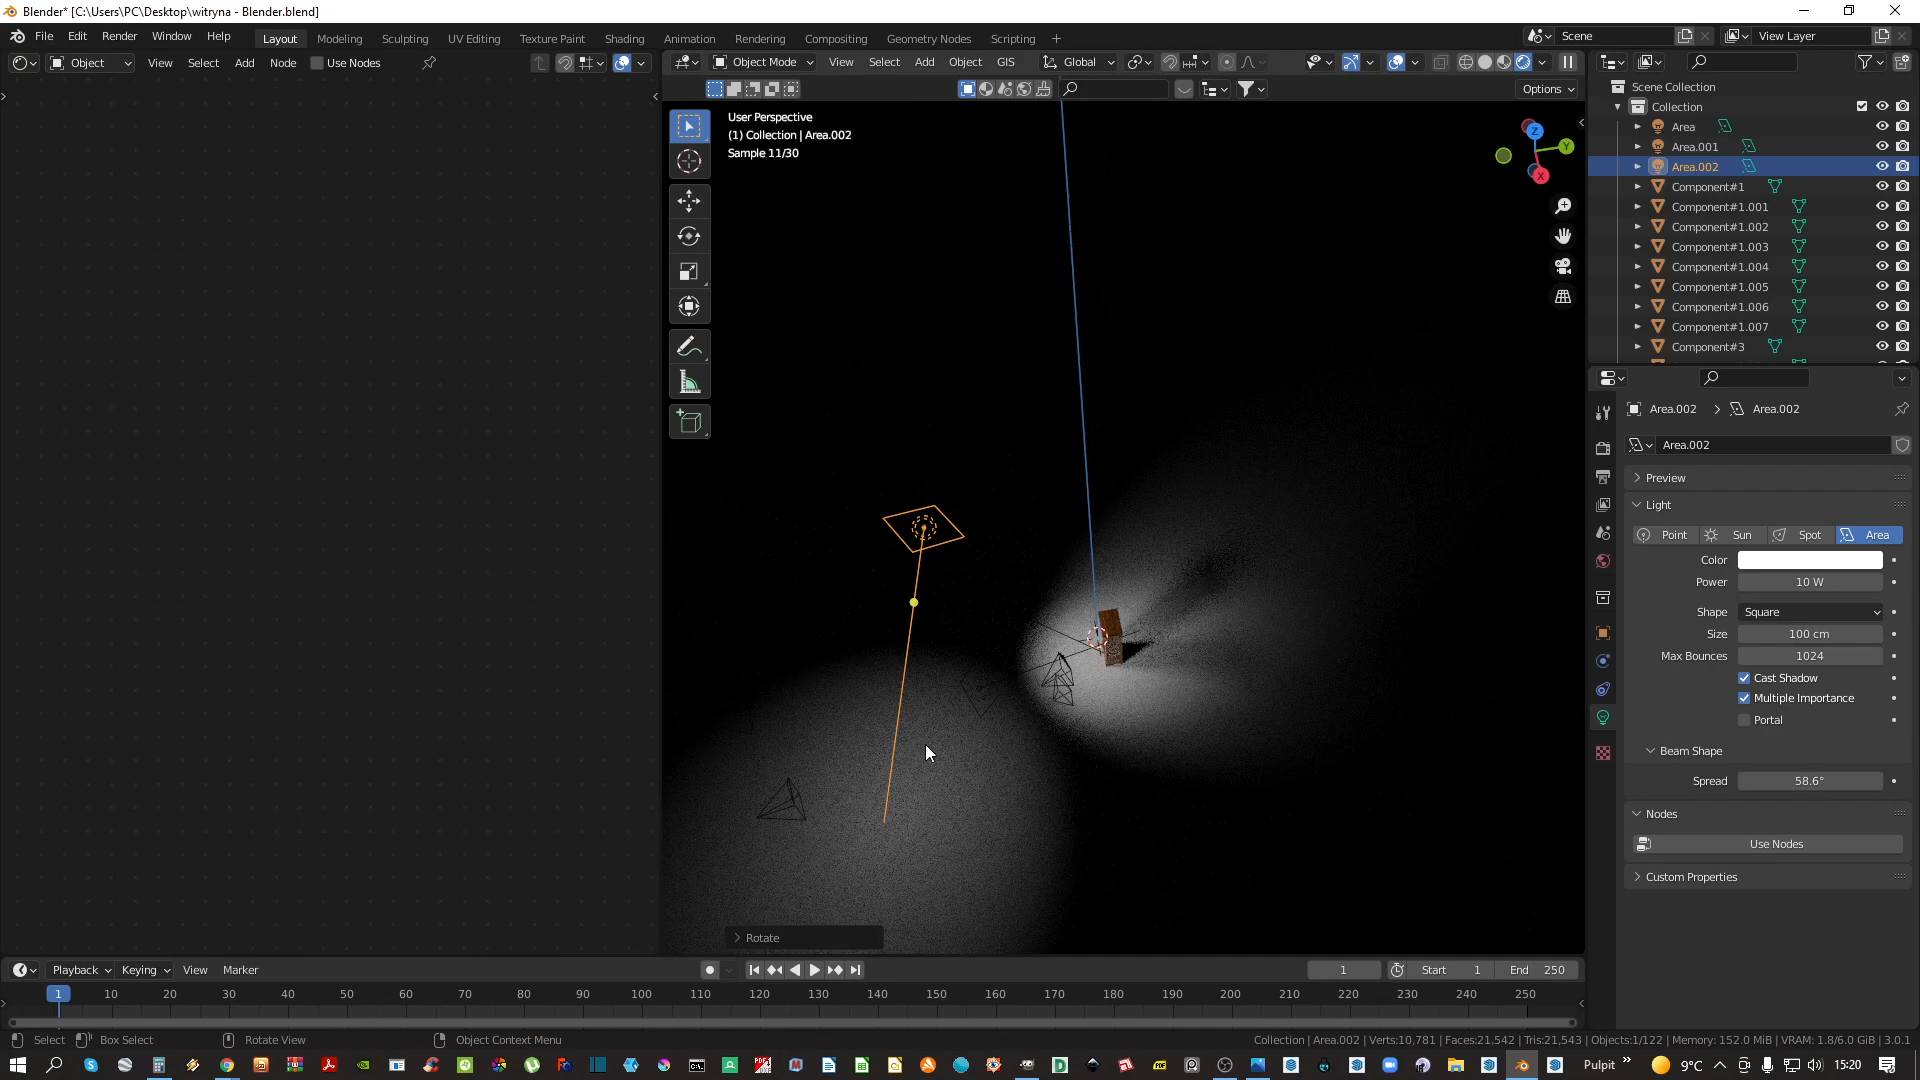 Blender* [C:\Users\PC\Desktop\witryna - Blender.blend]
File Edit Render Window Help Layout Modeling Sculpting UV Editing Texture Paint Shading Animation Rendering Compositing Geometry Nodes Scripting + Scene View Layer
Object View Select Add Node Use Nodes Object Mode View Select Add Object GIS Global
Options
User Perspective
(1) Collection | Area.002
Sample 11/30
Z
Y
X
Scene Collection
Collection
Area
Area.001
Area.002
Component#1
Component#1.001
Component#1.002
Component#1.003
Component#1.004
Component#1.005
Component#1.006
Component#1.007
Component#3
Area.002 > Area.002
Area.002
Preview
Light
Point Sun Spot Area
Color
Power 10 W
Shape Square
Size 100 cm
Max Bounces 1024
Cast Shadow
Multiple Importance
Portal
Beam Shape
Spread 58.6°
Nodes
Use Nodes
Custom Properties
> Rotate
Playback Keying View Marker 1 Start 1 End 250
1 10 20 30 40 50 60 70 80 90 100 110 120 130 140 150 160 170 180 190 200 210 220 230 240 250
Select Box Select Rotate View Object Context Menu Collection | Area.002 | Verts:10,781 | Faces:21,542 | Tris:21,543 | Objects:1/122 | Memory: 152.0 MiB | VRAM: 1.8/6.0 GiB | 3.0.1
Pulpit 9°C 15:20